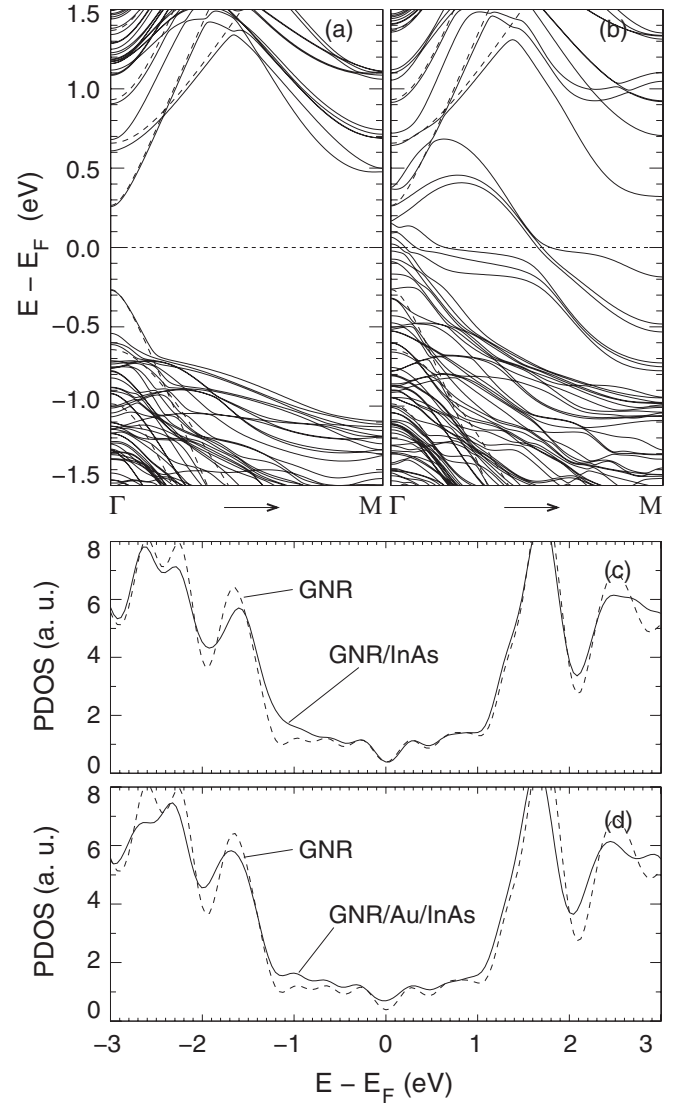 1.5
(a)
(b)
1.0
0.5
0.0
−0.5
−1.0
−1.5
E − E_F (eV)
Γ
M
Γ
M
8
6
4
2
0
PDOS (a. u.)
(c)
GNR
GNR/InAs
8
6
4
2
0
PDOS (a. u.)
(d)
GNR
GNR/Au/InAs
−3
−2
−1
0
1
2
3
E − E_F (eV)